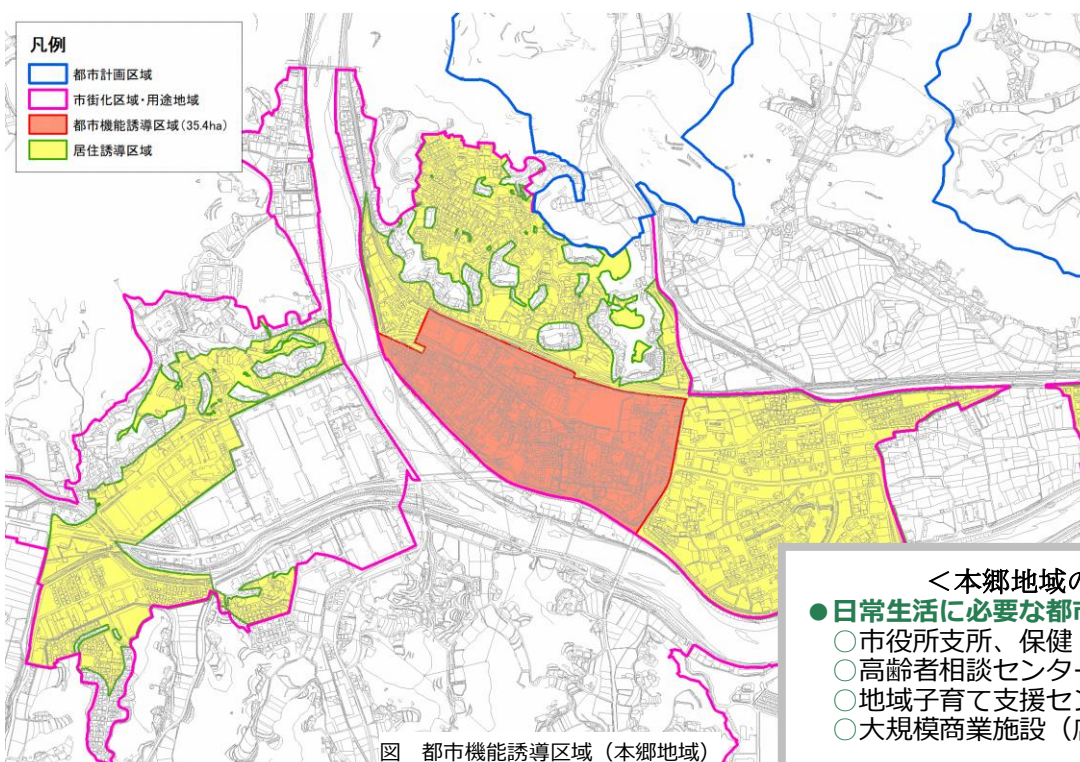 凡例
都市計画区域
市街化区域・用途地域
都市機能誘導区域(35.4ha)
居住誘導区域
＜本郷地域の
●日常生活に必要な都市
○市役所支所、保健
○高齢者相談センター
○地域子育て支援セン
○大規模商業施設（店
図　都市機能誘導区域（本郷地域）